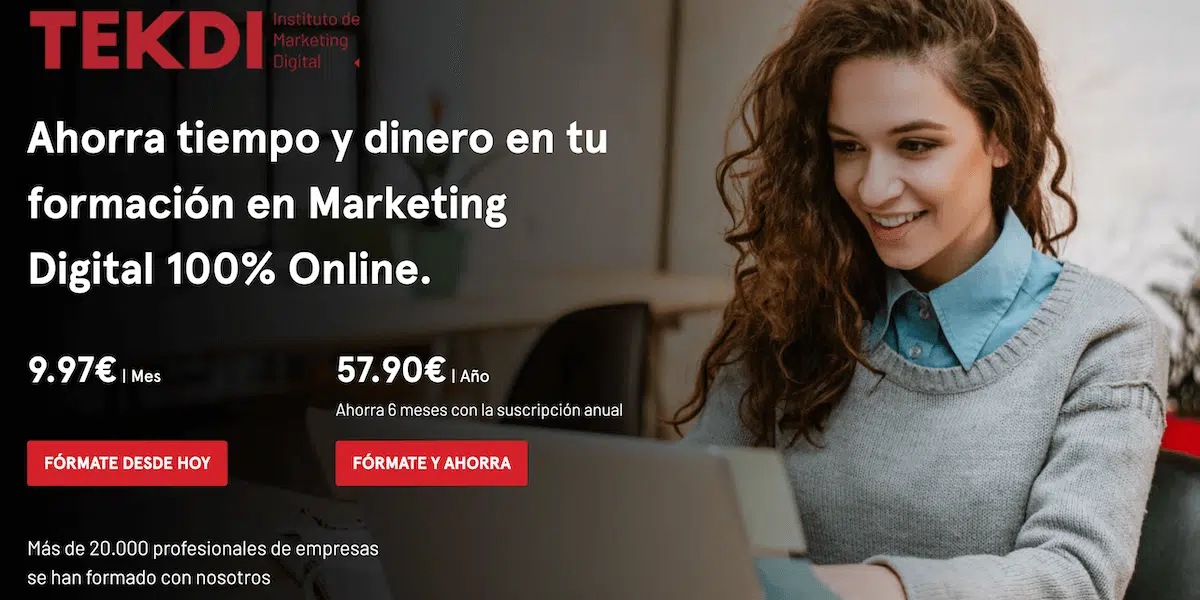 TEKDI
Instituto de
Marketing
Digital
Ahorra tiempo y dinero en tu
formación en Marketing
Digital 100% Online.
9.97€ | Mes
57.90€ | Año
Ahorra 6 meses con la suscripción anual
FÓRMATE DESDE HOY
FÓRMATE Y AHORRA
Más de 20.000 profesionales de empresas
se han formado con nosotros